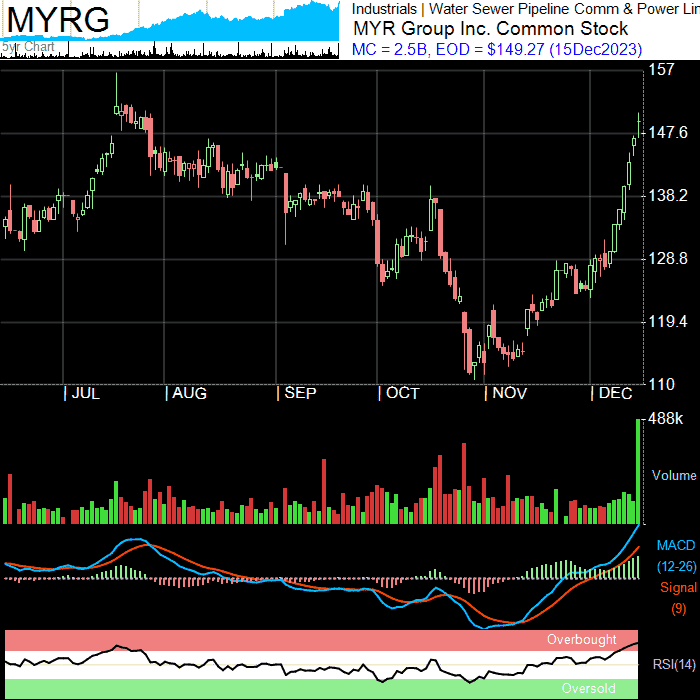 MYRG
5yr Chart
Industrials | Water Sewer Pipeline Comm & Power Lin
MYR Group Inc. Common Stock
MC = 2.5B, EOD = $149.27 (15Dec2023)
157
147.6
138.2
128.8
119.4
110
| JUL | AUG | SEP | OCT | NOV | DEC
488k
Volume
MACD
(12-26)
Signal
(9)
Overbought
RSI(14)
Oversold